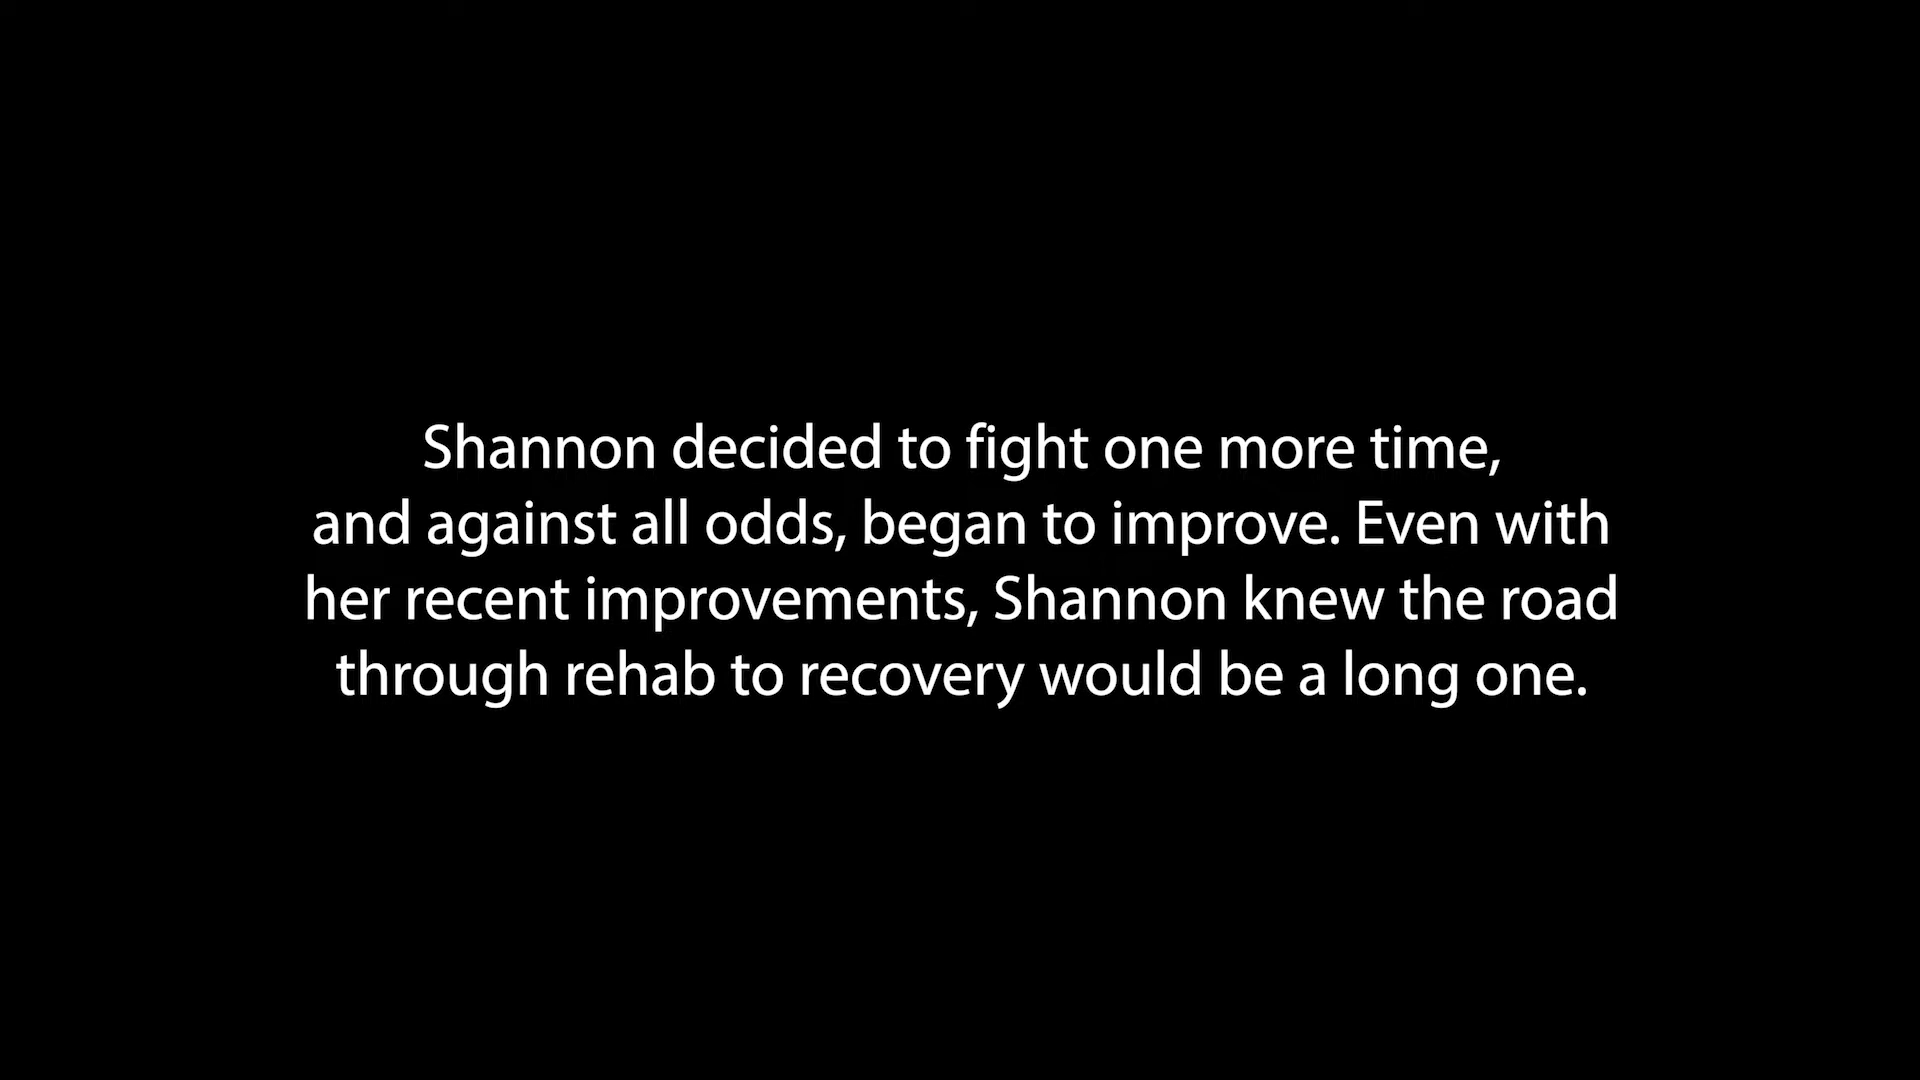 Shannon decided to fight one more time,
and against all odds, began to improve. Even with
her recent improvements, Shannon knew the road
through rehab to recovery would be a long one.